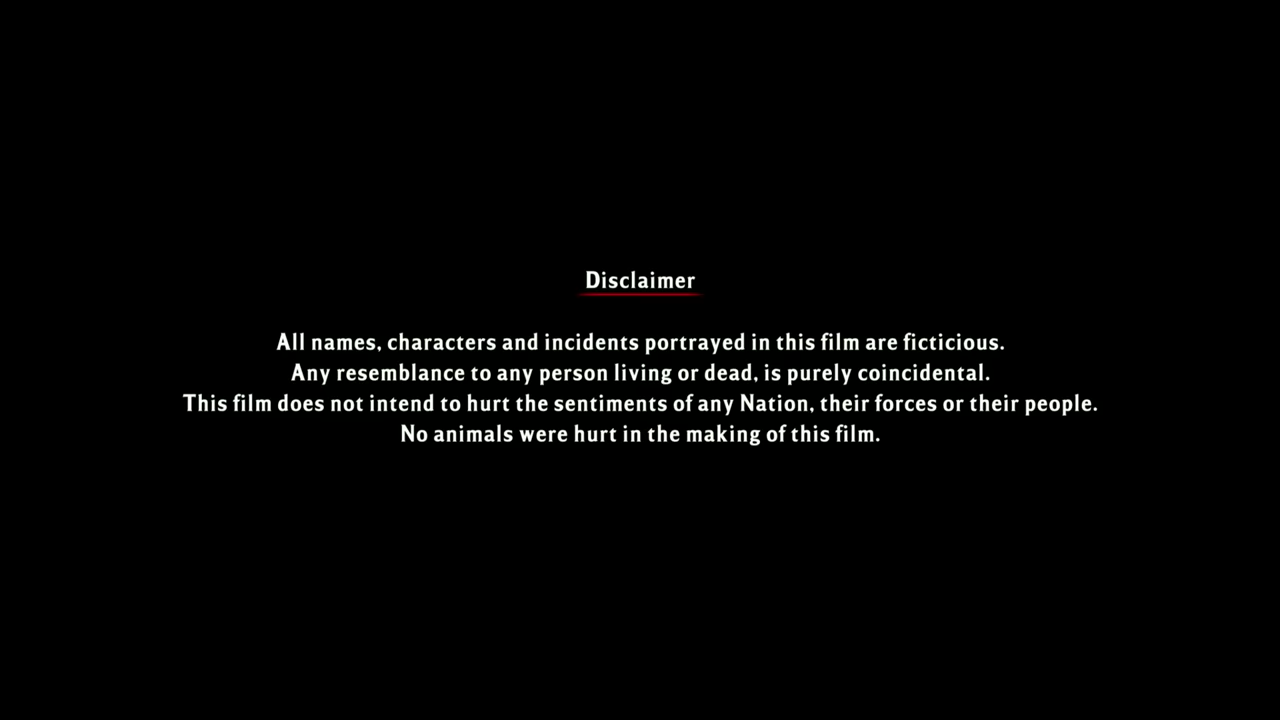 Disclaimer
All names, characters and incidents portrayed in this film are ficticious.
Any resemblance to any person living or dead, is purely coincidental.
This film does not intend to hurt the sentiments of any Nation, their forces or their people.
No animals were hurt in the making of this film.